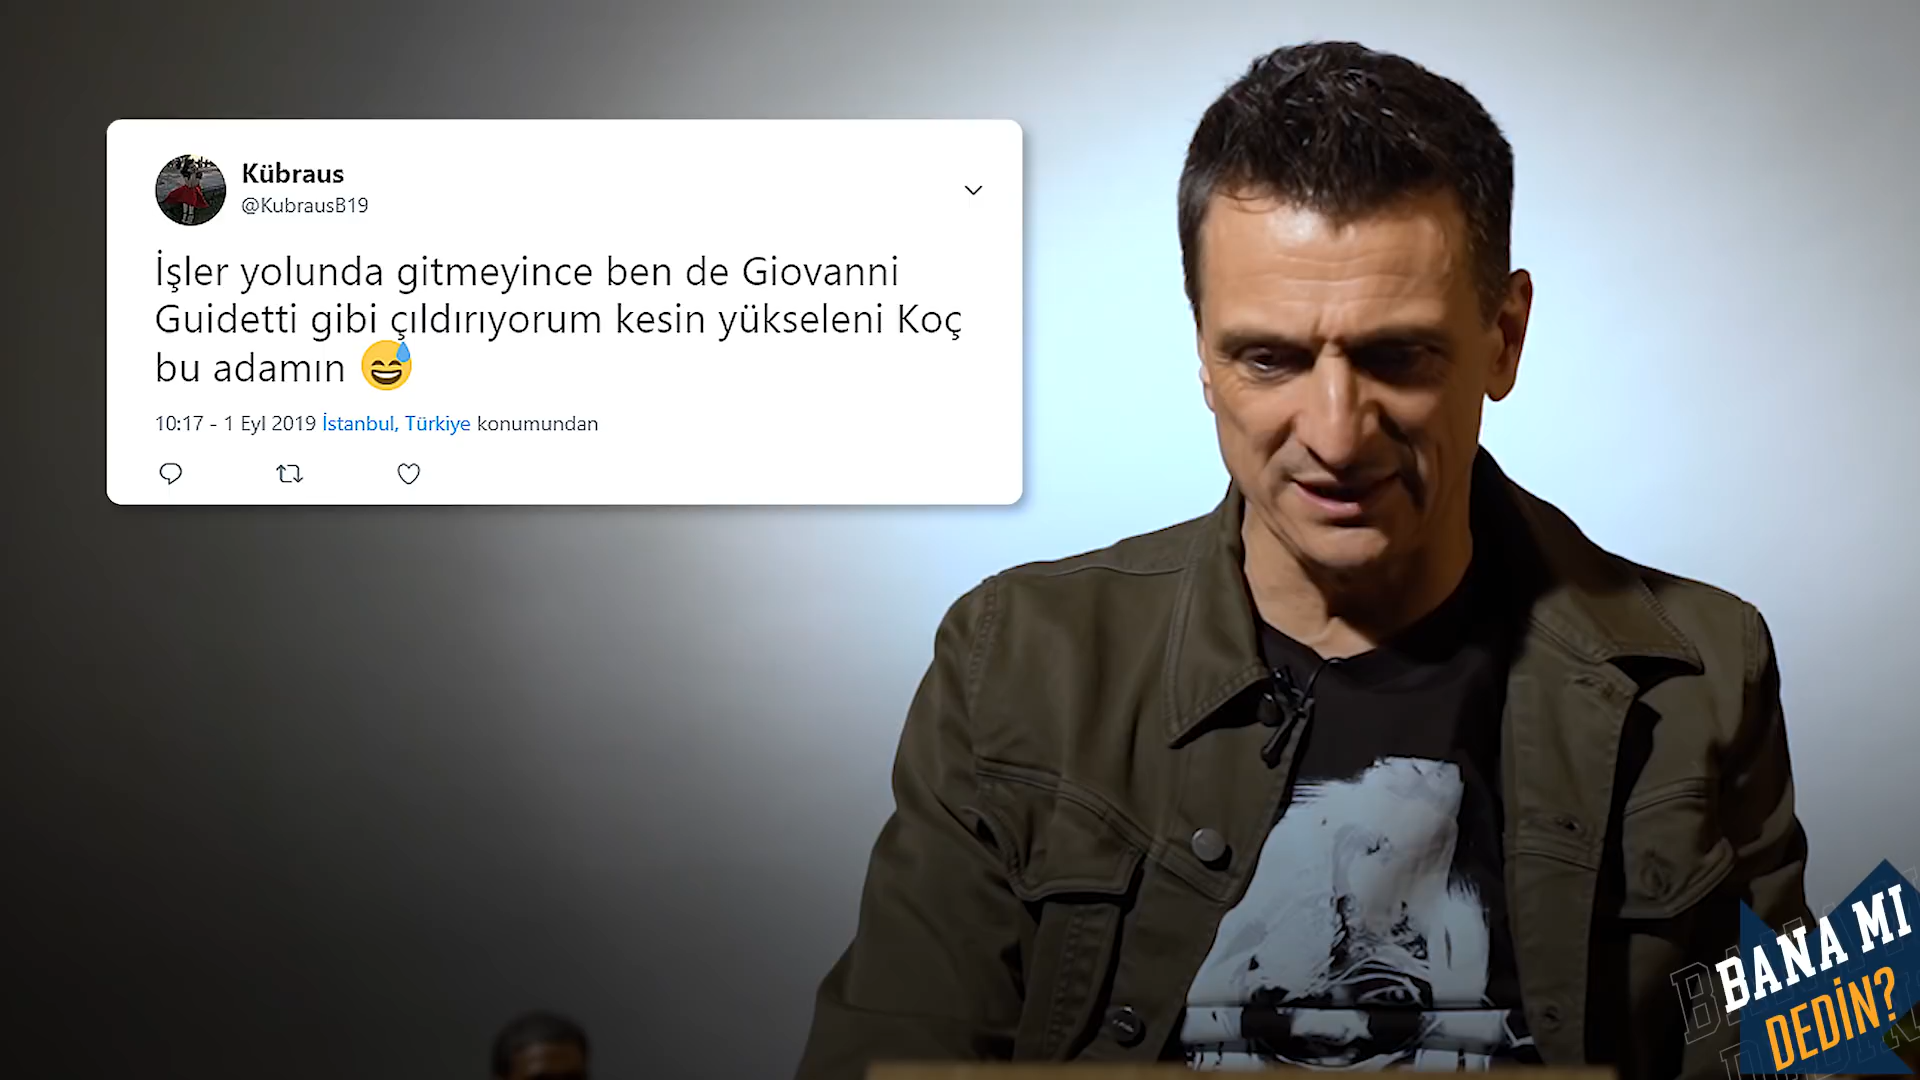 Kübraus
@KubrausB19
İşler yolunda gitmeyince ben de Giovanni
Guidetti gibi çıldırıyorum kesin yükseleni Koç
bu adamın 😅
10:17 - 1 Eyl 2019 İstanbul, Türkiye konumundan
BANA MI
DEDİN?